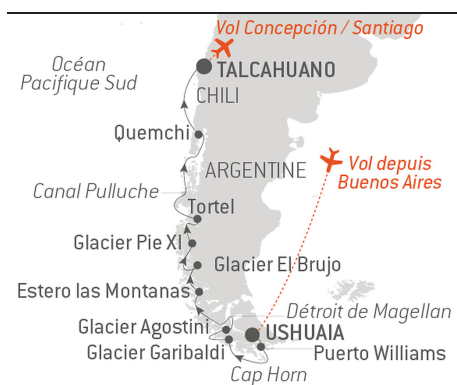 Vol Concepción / Santiago
Océan
Pacifique Sud
TALCAHUANO
CHILI
Quemchi
ARGENTINE
Vol depuis
Buenos Aires
Canal Pulluche
Tortel
Glacier Pie XI
Glacier El Brujo
Estero las Montanas
Détroit de Magellan
Glacier Agostini
USHUAIA
Glacier Garibaldi
Puerto Williams
Cap Horn